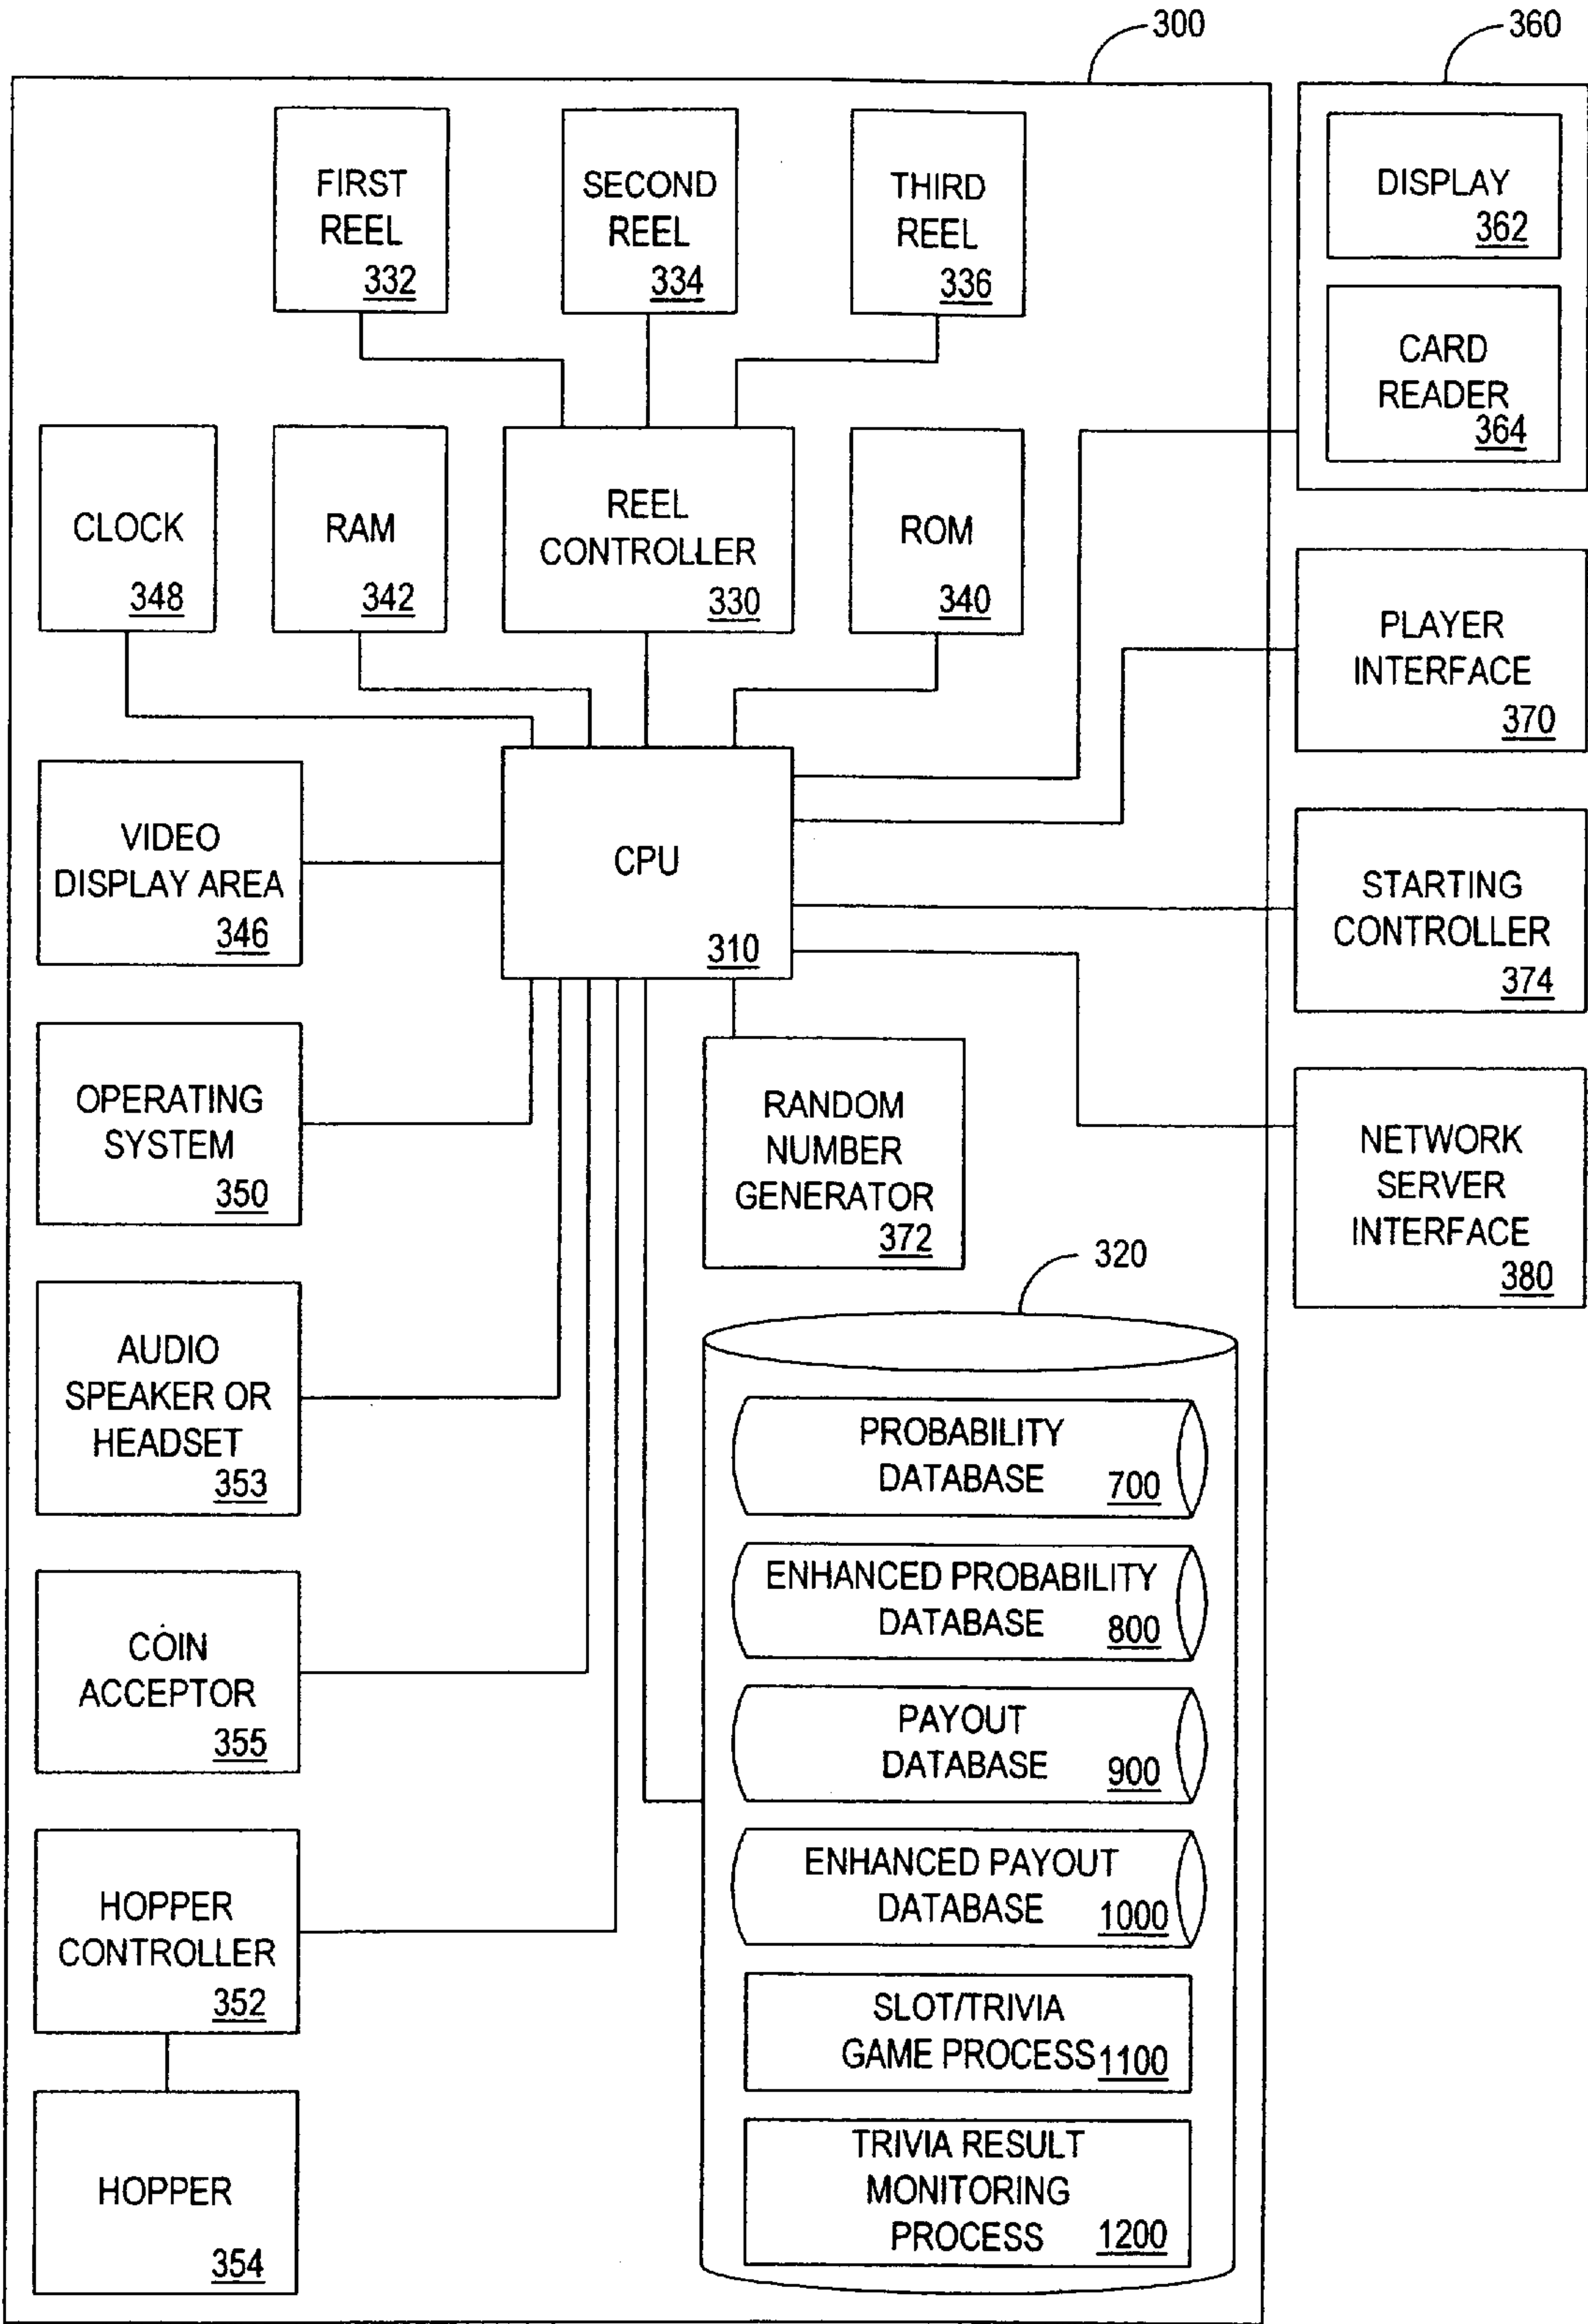 300
360
FIRST
REEL
332
SECOND
REEL
334
THIRD
REEL
336
DISPLAY
362
CARD
READER
364
CLOCK
348
RAM
342
REEL
CONTROLLER
330
ROM
340
PLAYER
INTERFACE
370
VIDEO
DISPLAY AREA
346
CPU
310
STARTING
CONTROLLER
374
OPERATING
SYSTEM
350
RANDOM
NUMBER
GENERATOR
372
NETWORK
SERVER
INTERFACE
380
320
AUDIO
SPEAKER OR
HEADSET
353
PROBABILITY
DATABASE 700
ENHANCED PROBABILITY
DATABASE 800
COIN
ACCEPTOR
355
PAYOUT
DATABASE 900
ENHANCED PAYOUT
DATABASE 1000
HOPPER
CONTROLLER
352
SLOT/TRIVIA
GAME PROCESS 1100
HOPPER
354
TRIVIA RESULT
MONITORING
PROCESS 1200